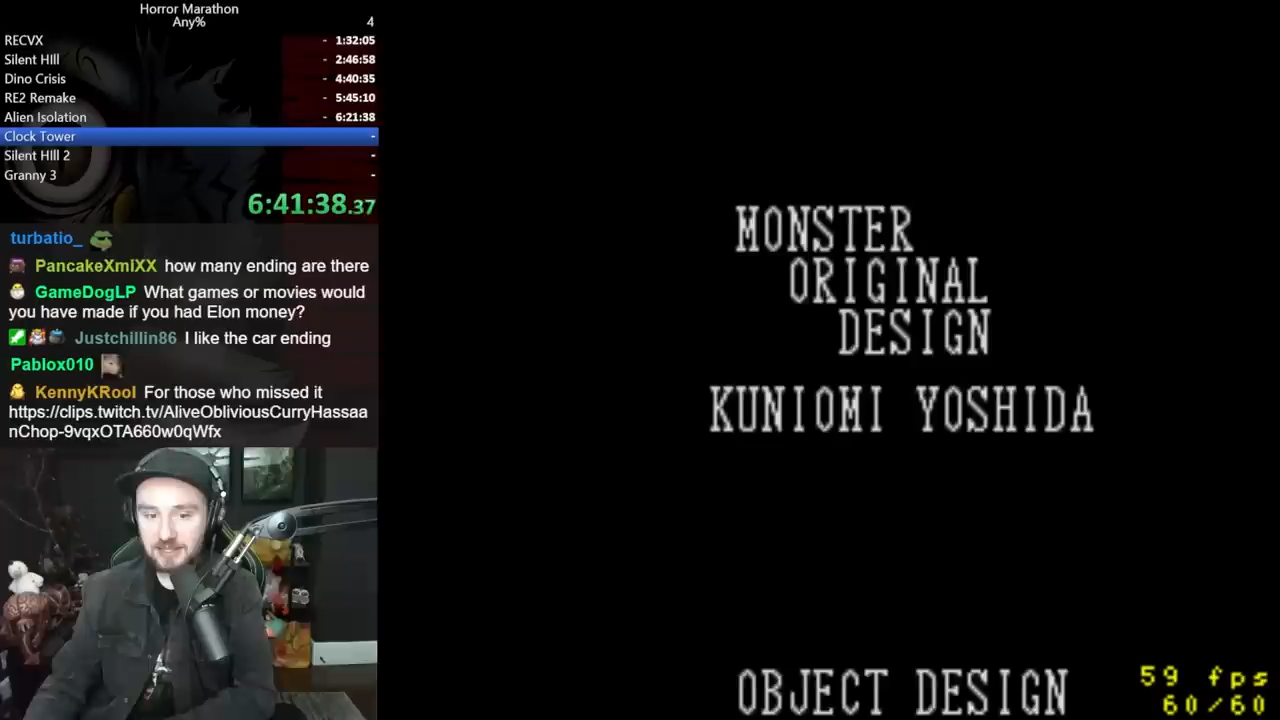 Horror Marathon
Any%
4
RECVX - 1:32:05
Silent HIll - 2:46:58
Dino Crisis - 4:40:35
RE2 Remake - 5:45:10
Alien Isolation - 6:21:38
Clock Tower -
Silent HIll 2 -
Granny 3 -
6:41:38.37
turbatio_
PancakeXmIXX how many ending are there
GameDogLP What games or movies would
you have made if you had Elon money?
Justchillin86 I like the car ending
Pablox010
KennyKRool For those who missed it
https://clips.twitch.tv/AliveObliviousCurryHassaa
nChop-9vqxOTA660w0qWfx
MONSTER
ORIGINAL
DESIGN
KUNIOMI YOSHIDA
OBJECT DESIGN
59 fps
60/60